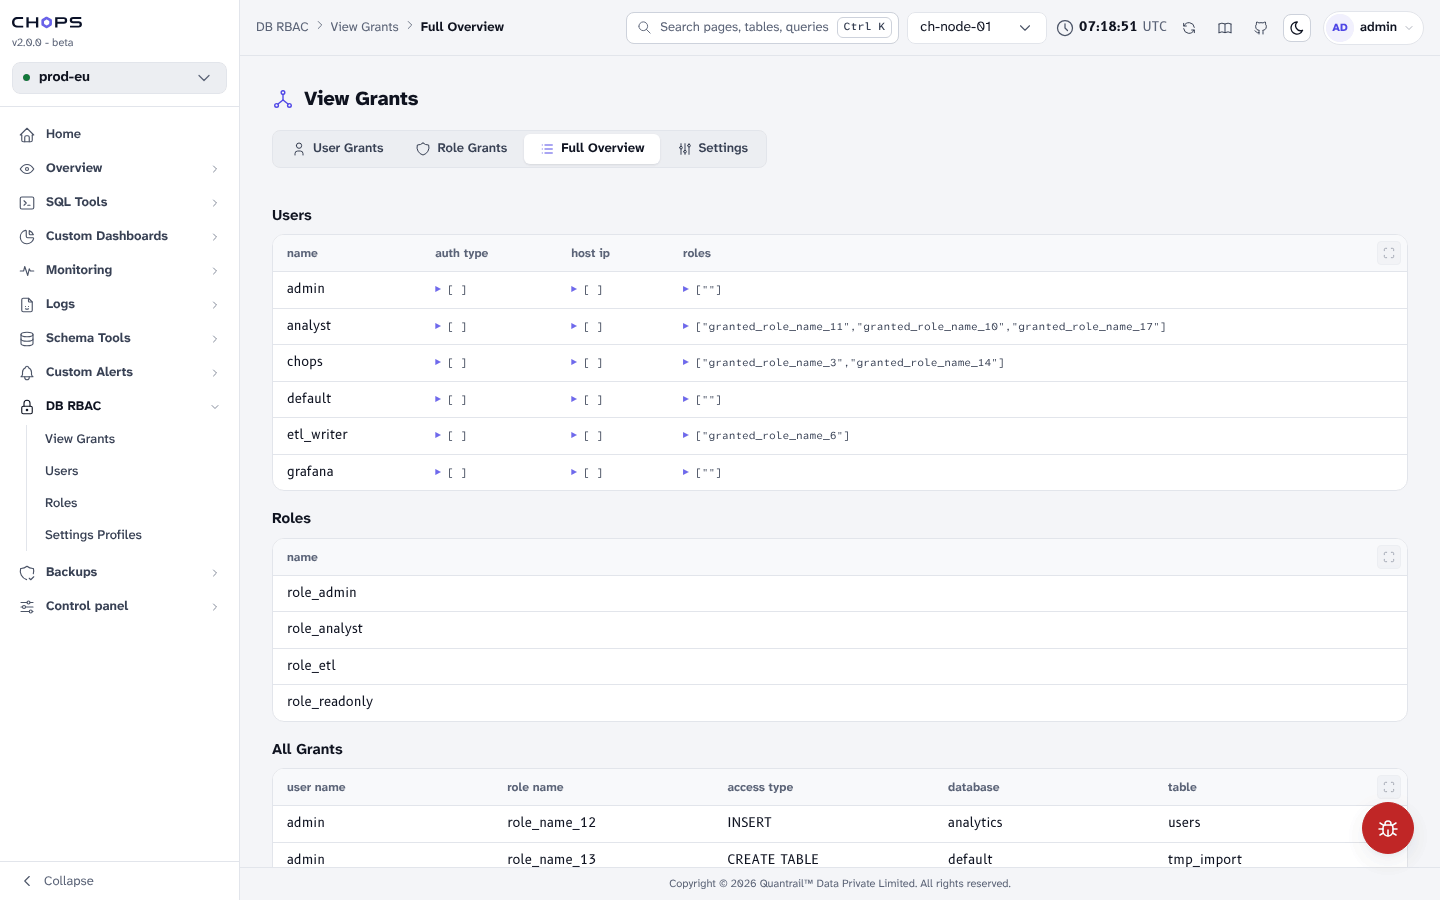 CHOPS
v2.0.0 - beta
prod-eu
Home
Overview
SQL Tools
Custom Dashboards
Monitoring
Logs
Schema Tools
Custom Alerts
DB RBAC
View Grants
Users
Roles
Settings Profiles
Backups
Control panel
Collapse
DB RBAC > View Grants > Full Overview
Search pages, tables, queries Ctrl K
ch-node-01
07:18:51 UTC
AD admin
View Grants
User Grants Role Grants Full Overview Settings
Users
name auth type host ip roles
admin [ ] [ ] [""]
analyst [ ] [ ] ["granted_role_name_11","granted_role_name_10","granted_role_name_17"]
chops [ ] [ ] ["granted_role_name_3","granted_role_name_14"]
default [ ] [ ] [""]
etl_writer [ ] [ ] ["granted_role_name_6"]
grafana [ ] [ ] [""]
Roles
name
role_admin
role_analyst
role_etl
role_readonly
All Grants
user name role name access type database table
admin role_name_12 INSERT analytics users
admin role_name_13 CREATE TABLE default tmp_import
Copyright © 2026 Quantrail™ Data Private Limited. All rights reserved.